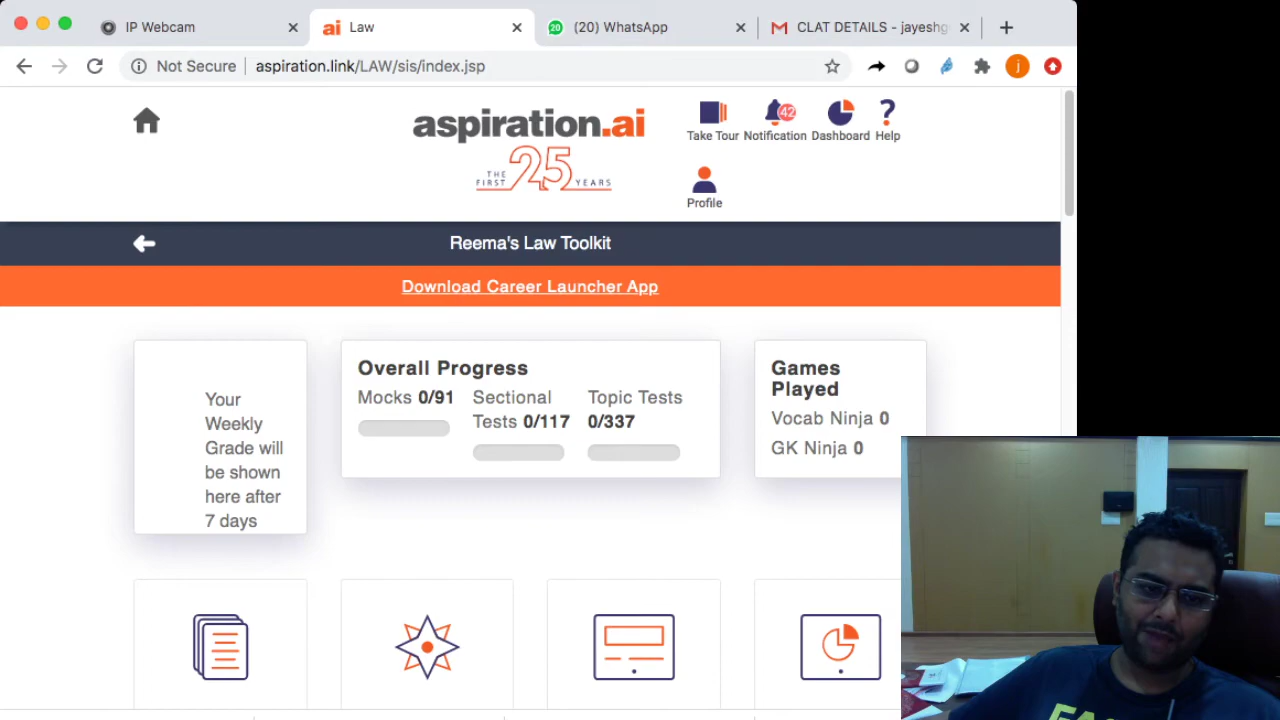 IP Webcam
ai Law
20 (20) WhatsApp
CLAT DETAILS - jayeshg
Not Secure
aspiration.link/LAW/sis/index.jsp
j
aspiration.ai
THE FIRST 25 YEARS
42
Take Tour
Notification
Dashboard
Help
Profile
Reema's Law Toolkit
Download Career Launcher App
Your
Weekly
Grade will
be shown
here after
7 days
Overall Progress
Mocks 0/91
Sectional
Tests 0/117
Topic Tests
0/337
Games
Played
Vocab Ninja 0
GK Ninja 0